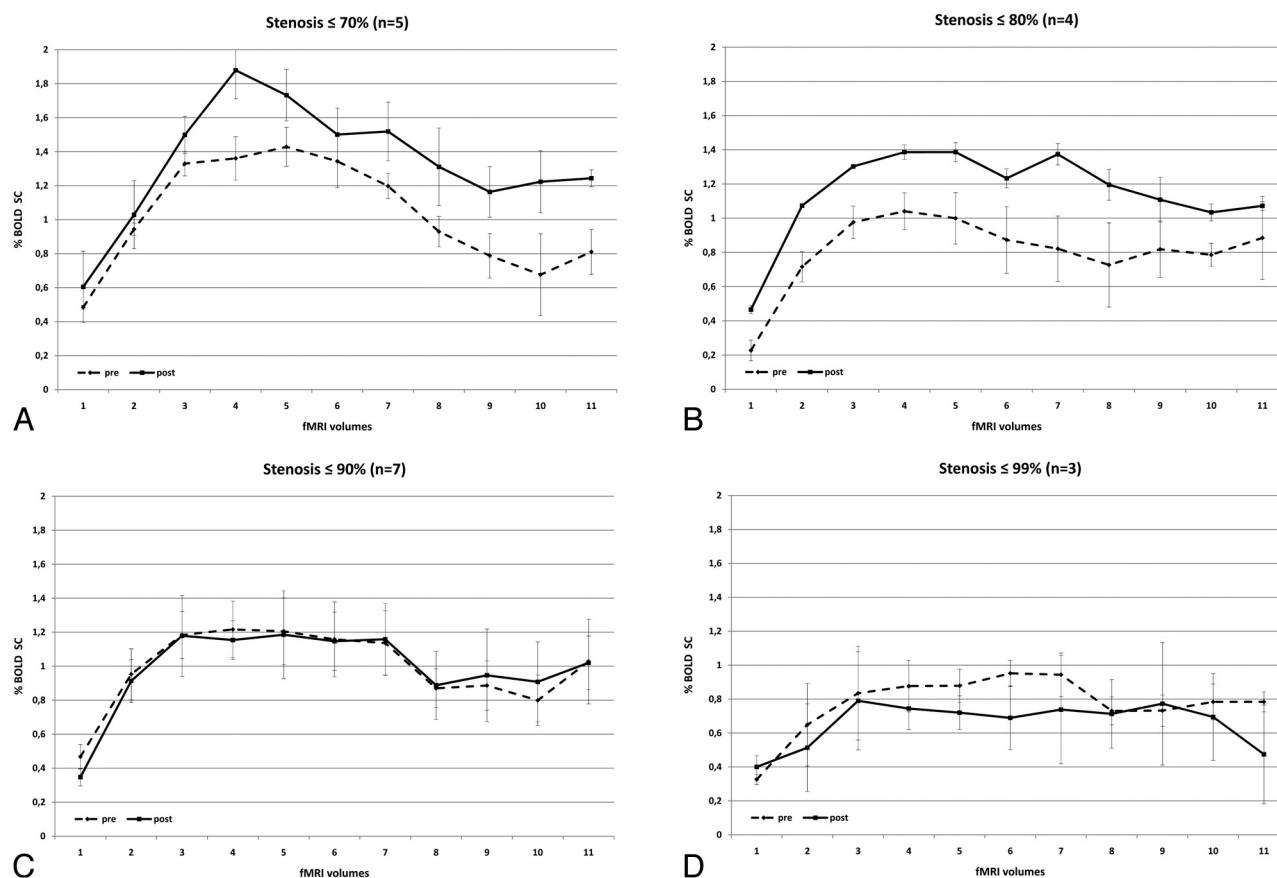 Stenosis ≤ 70% (n=5)
2
1,8
1,6
1,4
1,2
1
0,8
0,6
0,4
0,2
0
% BOLD SC
pre post
1 2 3 4 5 6 7 8 9 10 11
fMRI volumes
A
Stenosis ≤ 80% (n=4)
2
1,8
1,6
1,4
1,2
1
0,8
0,6
0,4
0,2
0
% BOLD SC
pre post
1 2 3 4 5 6 7 8 9 10 11
fMRI volumes
B
Stenosis ≤ 90% (n=7)
2
1,8
1,6
1,4
1,2
1
0,8
0,6
0,4
0,2
0
% BOLD SC
pre post
1 2 3 4 5 6 7 8 9 10 11
fMRI volumes
C
Stenosis ≤ 99% (n=3)
2
1,8
1,6
1,4
1,2
1
0,8
0,6
0,4
0,2
0
% BOLD SC
pre post
1 2 3 4 5 6 7 8 9 10 11
fMRI volumes
D